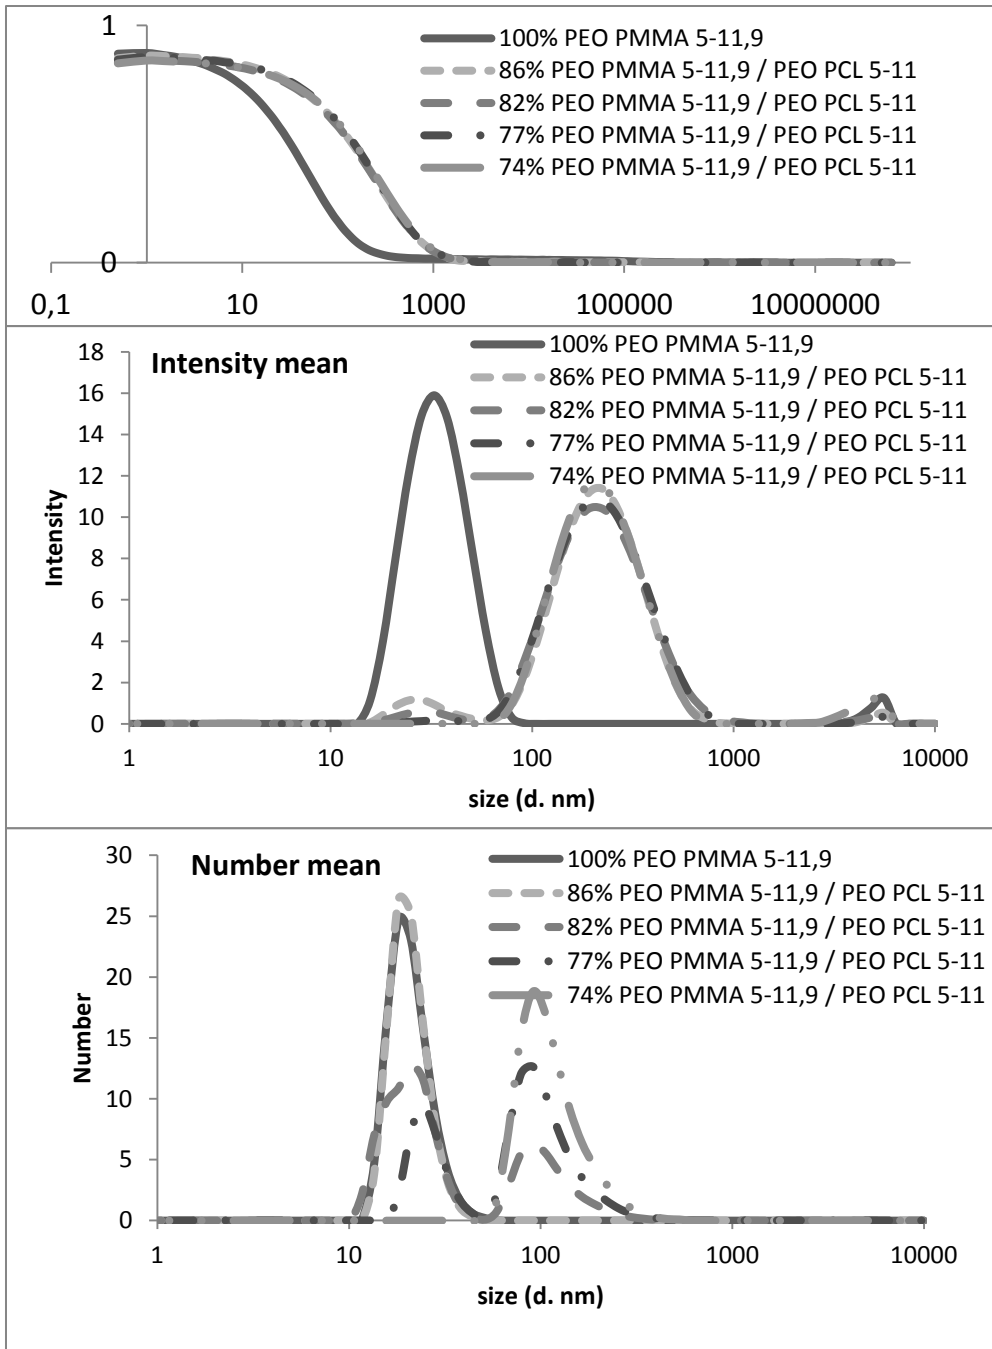 1
100% PEO PMMA 5-11,9
86% PEO PMMA 5-11,9 / PEO PCL 5-11
82% PEO PMMA 5-11,9 / PEO PCL 5-11
77% PEO PMMA 5-11,9 / PEO PCL 5-11
74% PEO PMMA 5-11,9 / PEO PCL 5-11
0
0,1 10 1000 100000 10000000
Intensity mean
100% PEO PMMA 5-11,9
86% PEO PMMA 5-11,9 / PEO PCL 5-11
82% PEO PMMA 5-11,9 / PEO PCL 5-11
77% PEO PMMA 5-11,9 / PEO PCL 5-11
74% PEO PMMA 5-11,9 / PEO PCL 5-11
18
16
14
12
10
8
6
4
2
0
Intensity
1 10 100 1000 10000
size (d. nm)
Number mean
100% PEO PMMA 5-11,9
86% PEO PMMA 5-11,9 / PEO PCL 5-11
82% PEO PMMA 5-11,9 / PEO PCL 5-11
77% PEO PMMA 5-11,9 / PEO PCL 5-11
74% PEO PMMA 5-11,9 / PEO PCL 5-11
30
25
20
15
10
5
0
Number
1 10 100 1000 10000
size (d. nm)